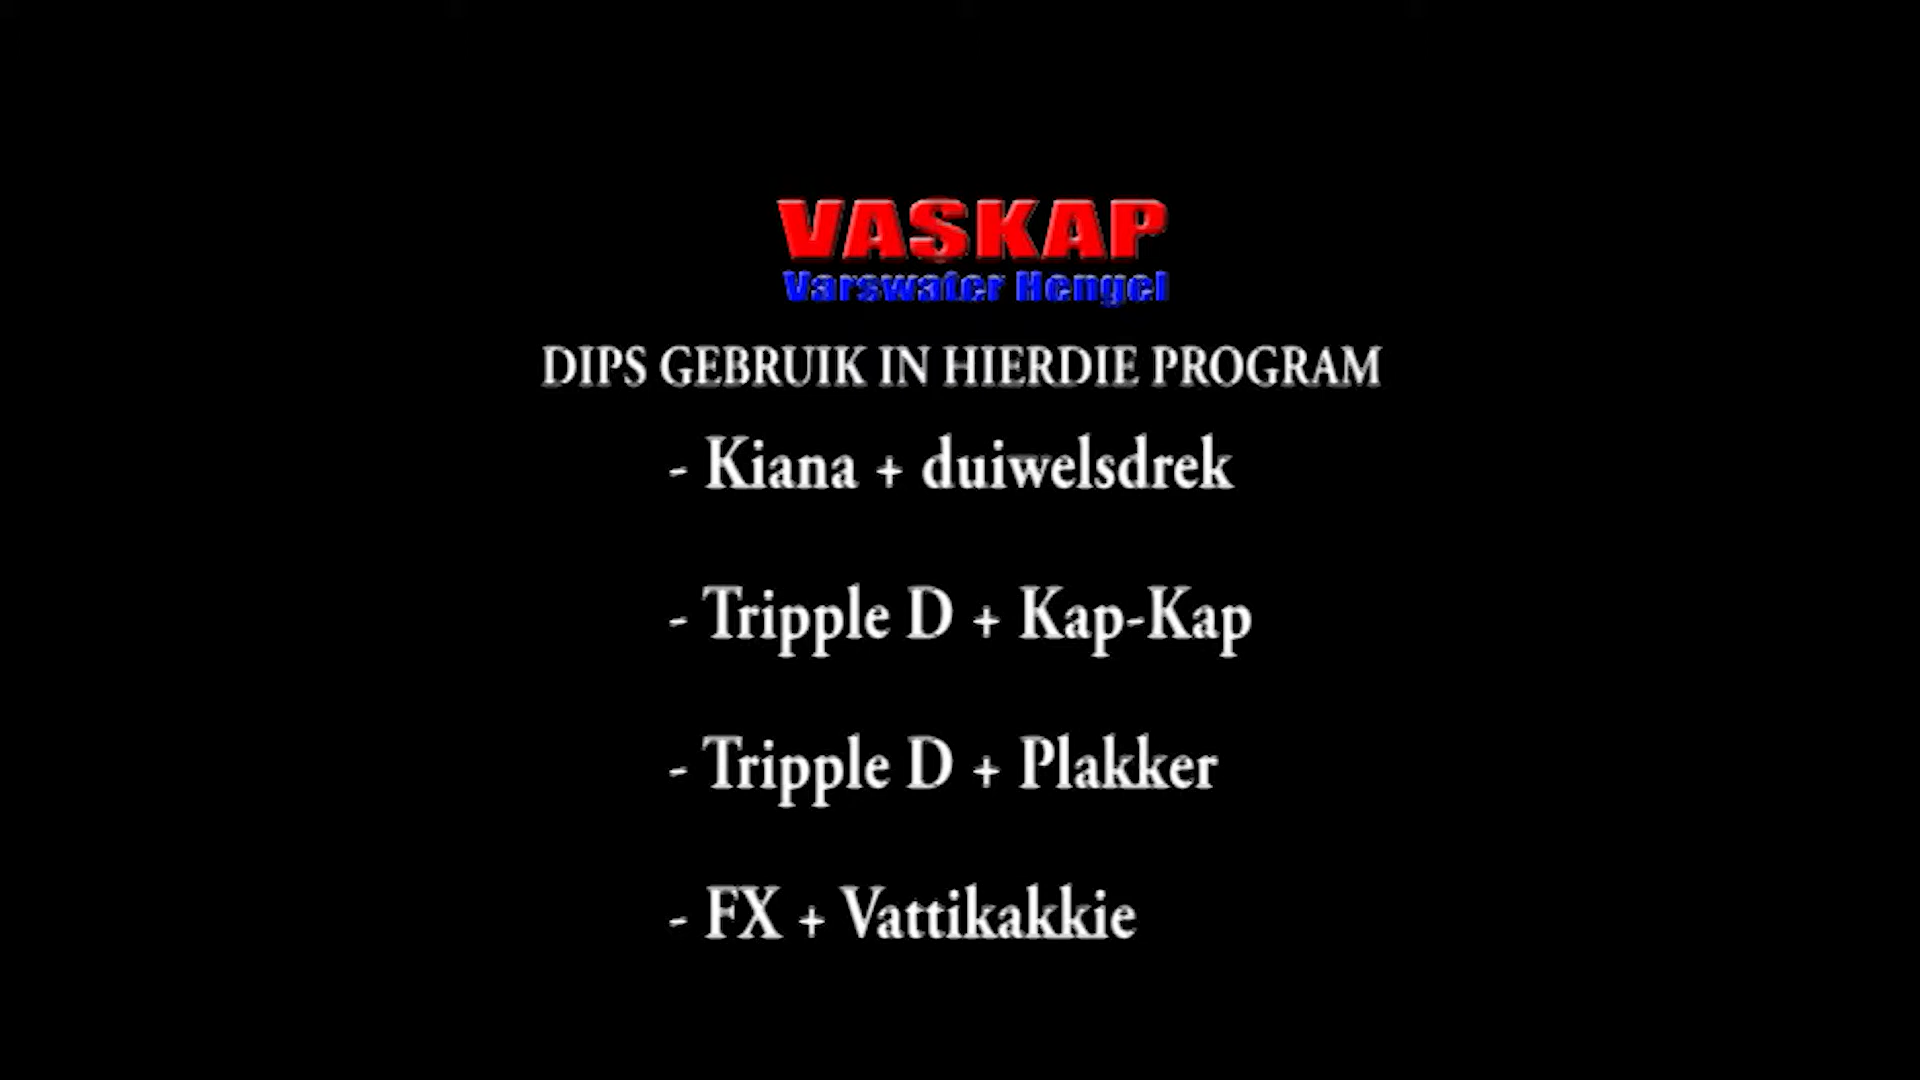 VASKAP
Varswater Hengel
DIPS GEBRUIK IN HIERDIE PROGRAM
- Kiana + duiwelsdrek
- Tripple D + Kap-Kap
- Tripple D + Plakker
- FX + Vattikakkie